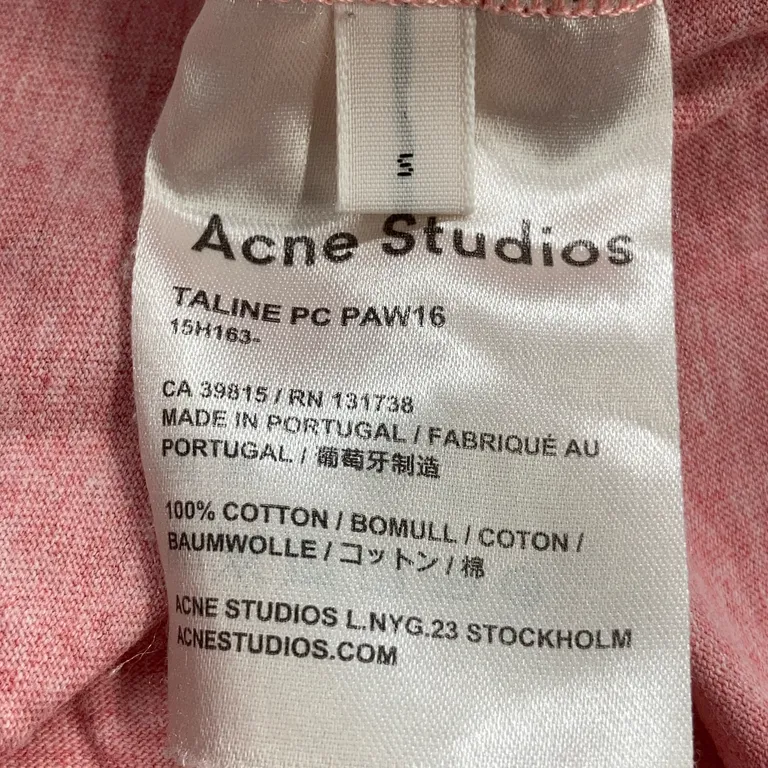 S
Acne Studios
TALINE PC PAW16
15H163-
CA 39815 / RN 131738
MADE IN PORTUGAL / FABRIQUÉ AU
PORTUGAL / 葡萄牙制造
100% COTTON / BOMULL / COTON /
BAUMWOLLE / コットン / 棉
ACNE STUDIOS L.NYG.23 STOCKHOLM
ACNESTUDIOS.COM